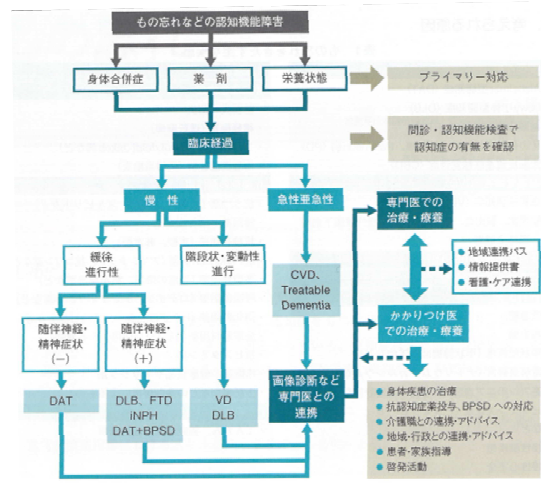 もの忘れなどの認知機能障害
身体合併症
薬 剤
栄養状態
プライマリー対応
臨床経過
問診・認知機能検査で
認知症の有無を確認
慢 性
急性亜急性
専門医での
治療・療養
緩徐
進行性
階段状・変動性
進行
CVD、
Treatable
Dementia
地域連携パス
情報提供書
看護・ケア連携
随伴神経・
精神症状
(−)
随伴神経・
精神症状
(+)
かかりつけ医
での治療・療養
DAT
DLB、FTD
iNPH
DAT+BPSD
VD
DLB
画像診断など
専門医との
連携
身体疾患の治療
抗認知症薬投与、BPSD への対応
介護職との連携・アドバイス
地域・行政との連携・アドバイス
患者・家族指導
啓発活動